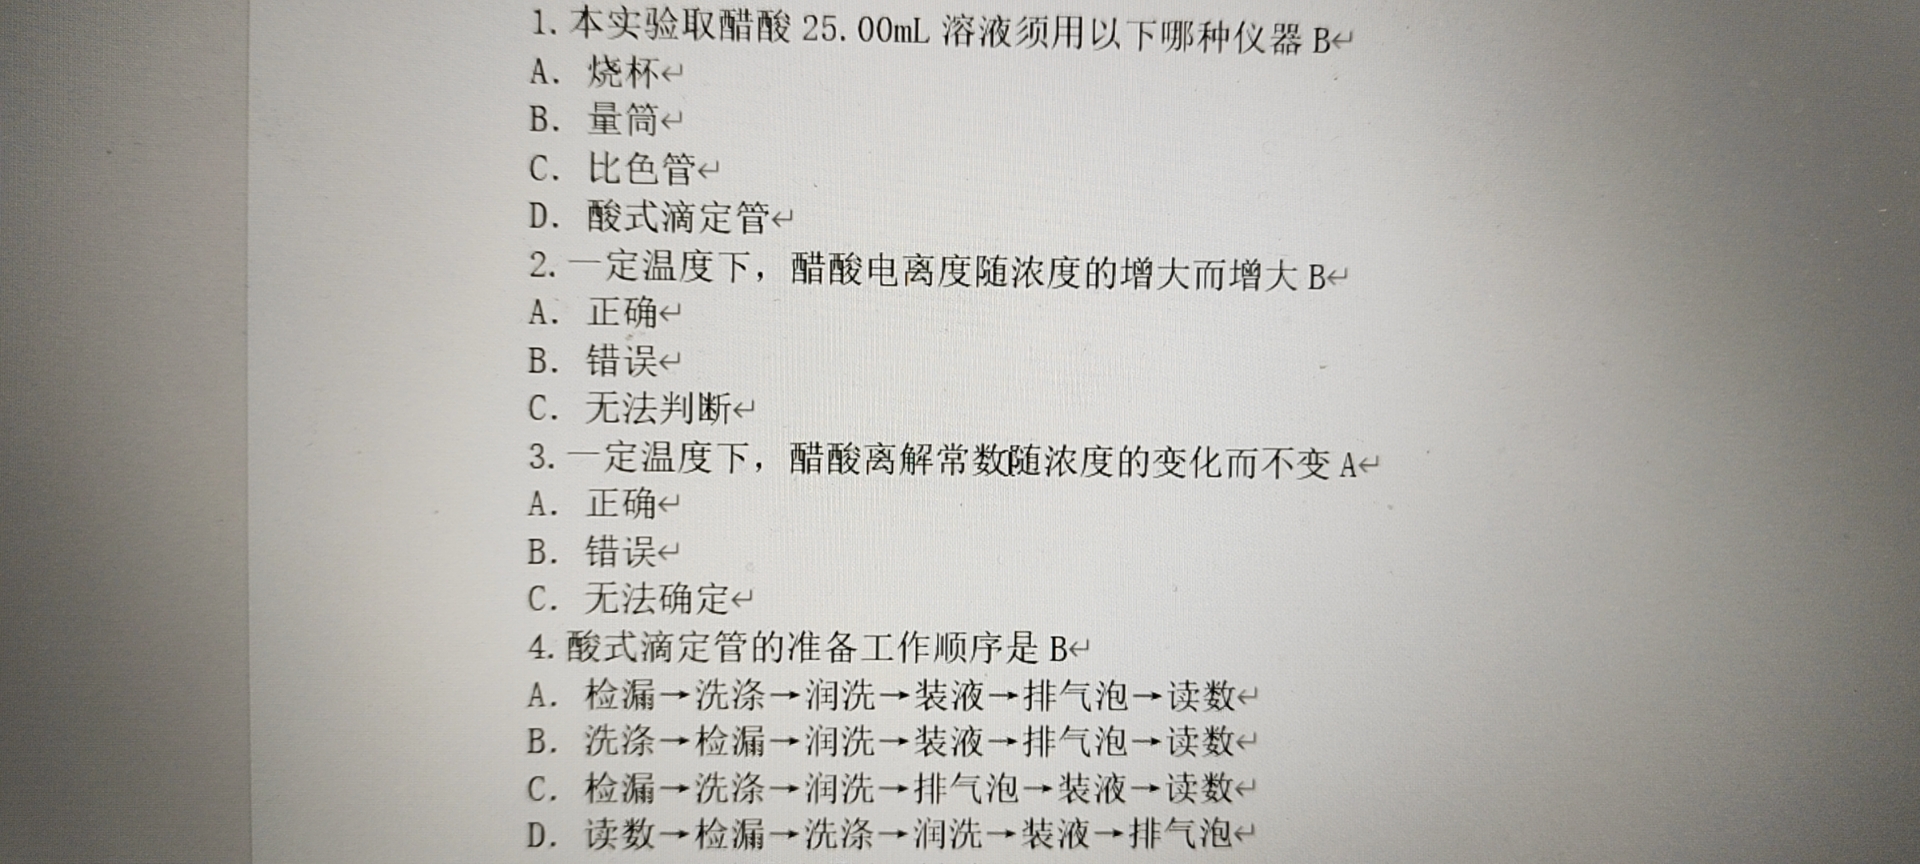 1.本实验取醋酸 25.00mL 溶液须用以下哪种仪器 B↵
A. 烧杯↵
B. 量筒↵
C. 比色管↵
D. 酸式滴定管↵
2.一定温度下，醋酸电离度随浓度的增大而增大 B↵
A. 正确↵
B. 错误↵
C. 无法判断↵
3.一定温度下，醋酸离解常数随浓度的变化而不变 A↵
A. 正确↵
B. 错误↵
C. 无法确定↵
4.酸式滴定管的准备工作顺序是 B↵
A. 检漏→洗涤→润洗→装液→排气泡→读数↵
B. 洗涤→检漏→润洗→装液→排气泡→读数↵
C. 检漏→洗涤→润洗→排气泡→装液→读数↵
D. 读数→检漏→洗涤→润洗→装液→排气泡↵